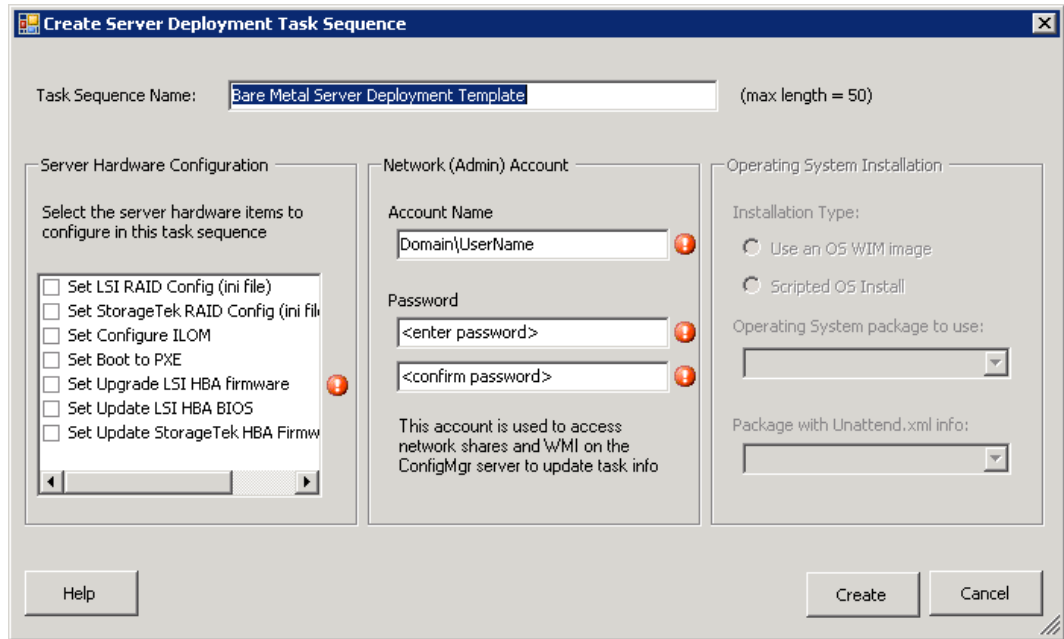 Create Server Deployment Task Sequence
Task Sequence Name:
Bare Metal Server Deployment Template
(max length = 50)
Server Hardware Configuration
Select the server hardware items to
configure in this task sequence
Set LSI RAID Config (ini file)
Set StorageTek RAID Config (ini fil
Set Configure ILOM
Set Boot to PXE
Set Upgrade LSI HBA firmware
Set Update LSI HBA BIOS
Set Update StorageTek HBA Firmw
Network (Admin) Account
Account Name
Domain\UserName
Password
<enter password>
<confirm password>
This account is used to access
network shares and WMI on the
ConfigMgr server to update task info
Operating System Installation
Installation Type:
Use an OS WIM image
Scripted OS Install
Operating System package to use:
Package with Unattend.xml info:
Help
Create
Cancel